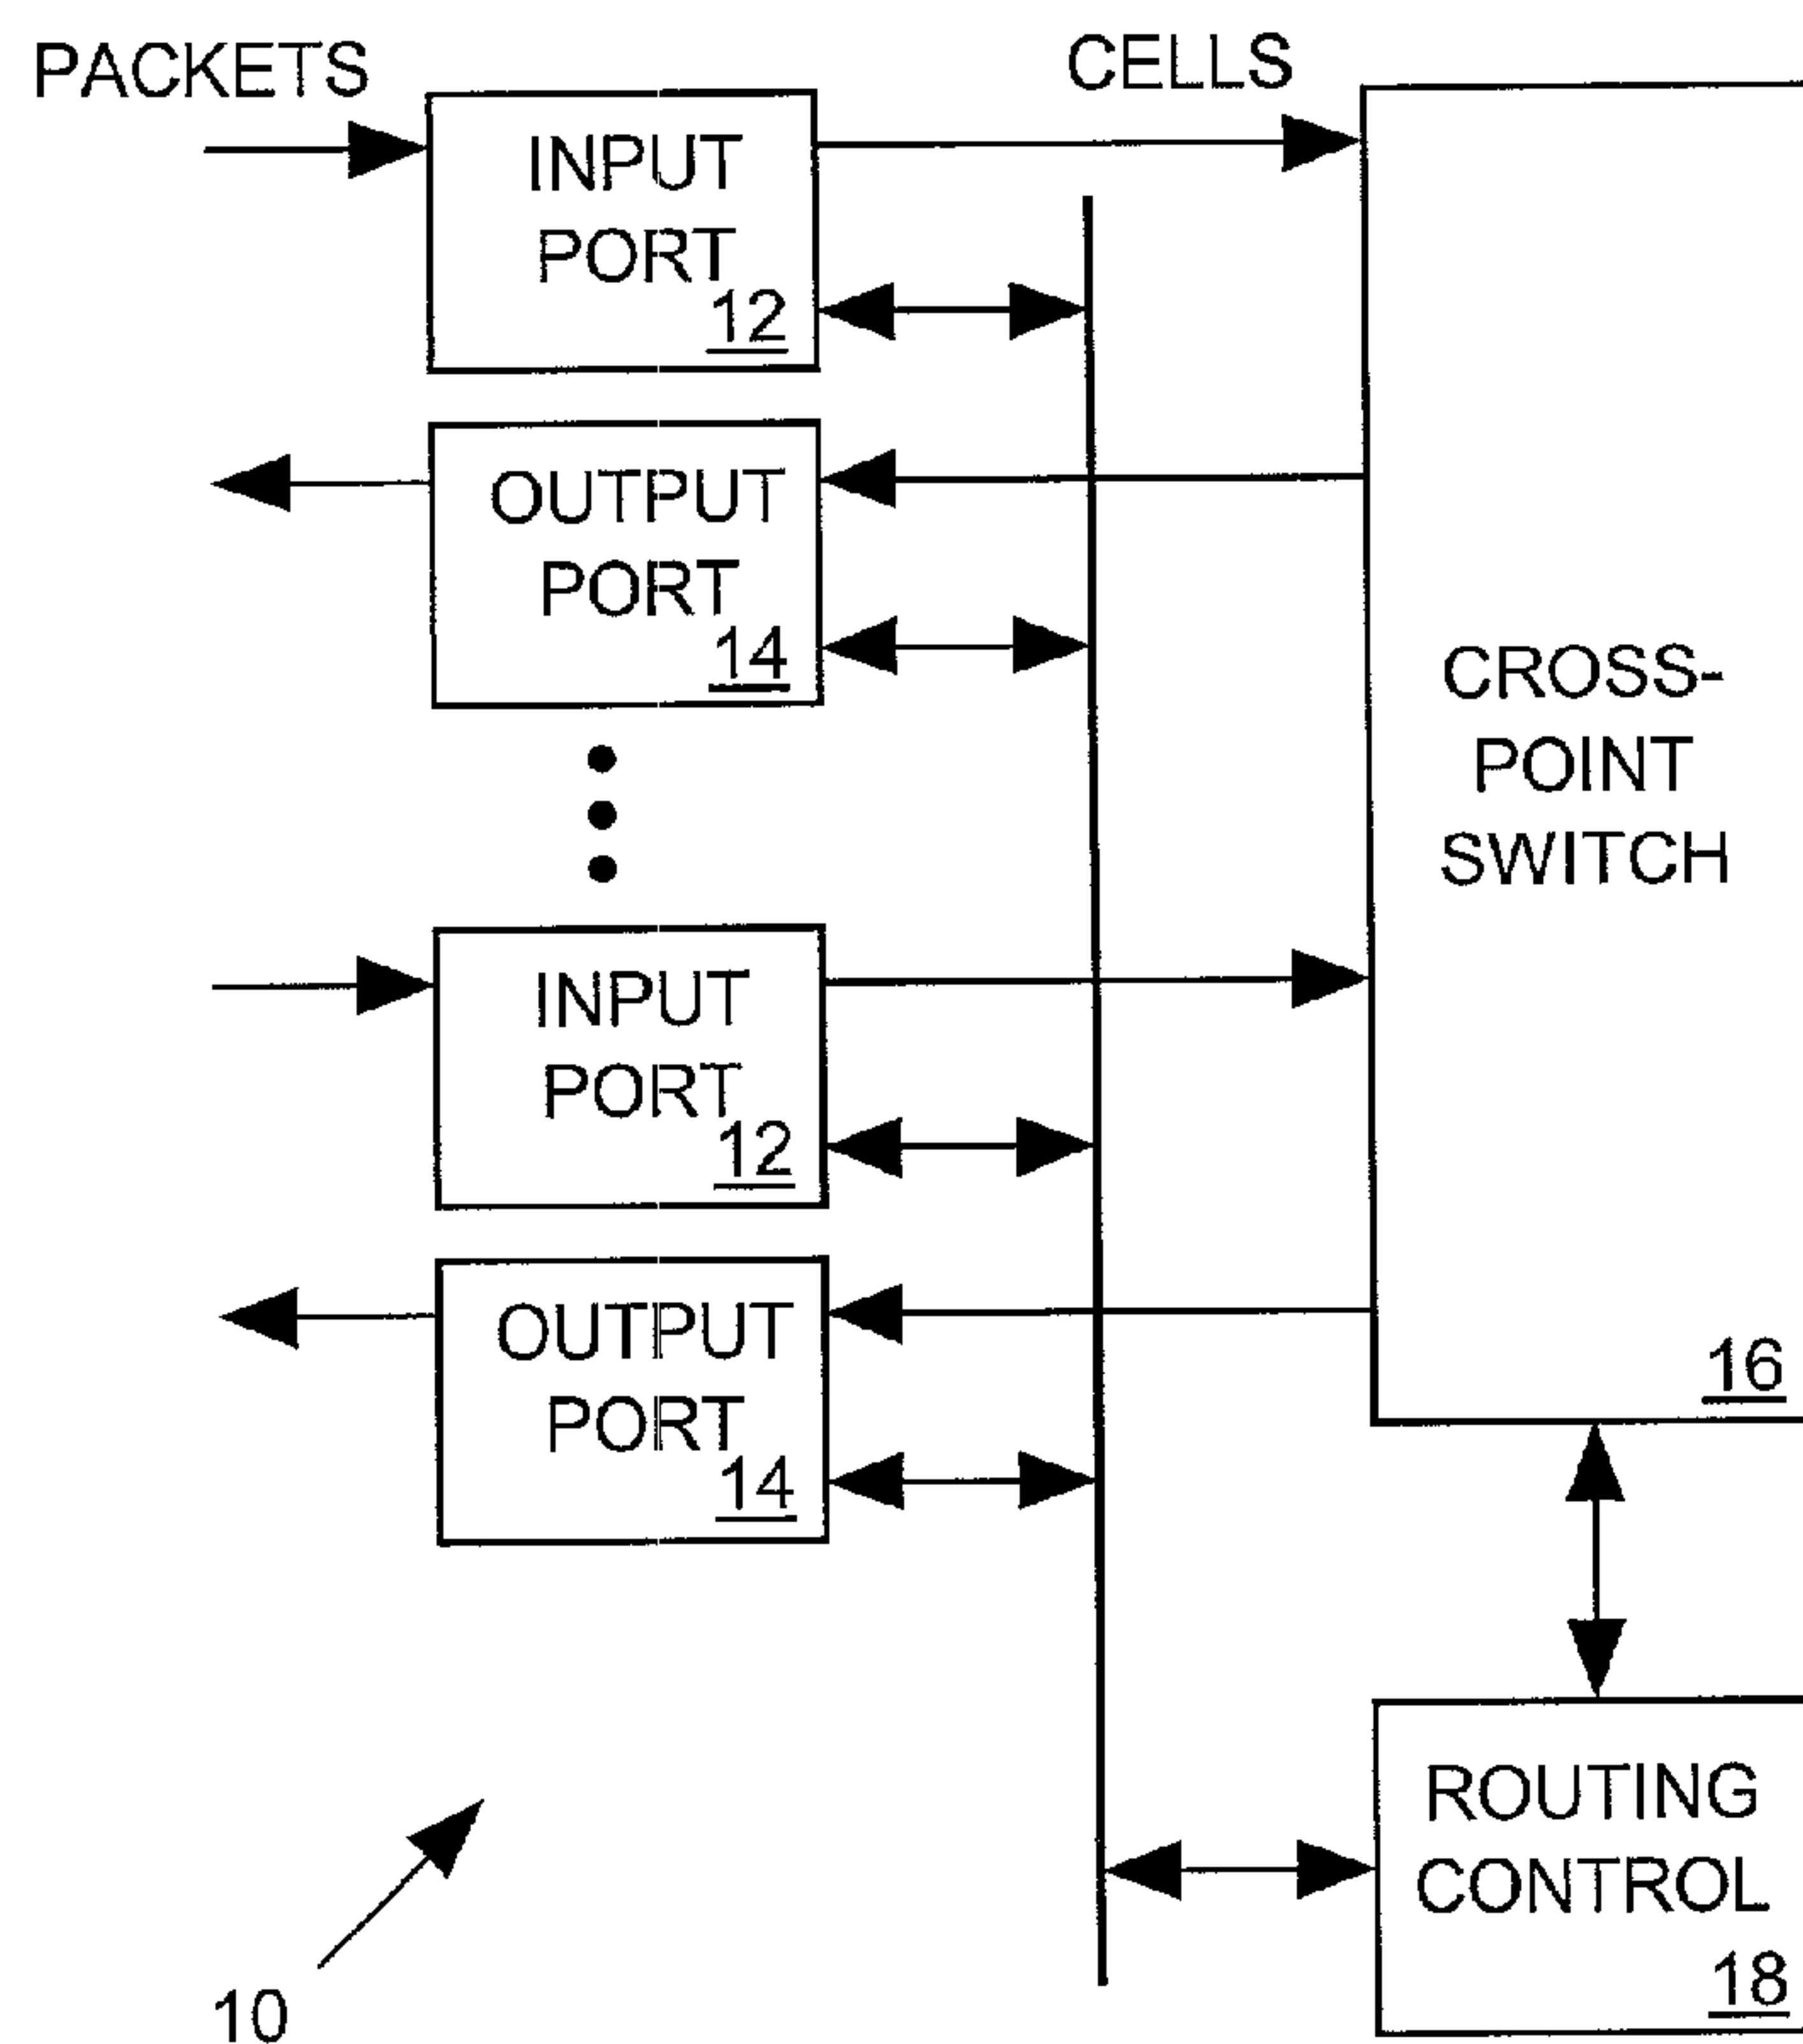 PACKETS
CELLS
INPUT
PORT
12
OUTPUT
PORT
14
CROSS-
POINT
SWITCH
INPUT
PORT
12
OUTPUT
PORT
14
16
ROUTING
CONTROL
18
10